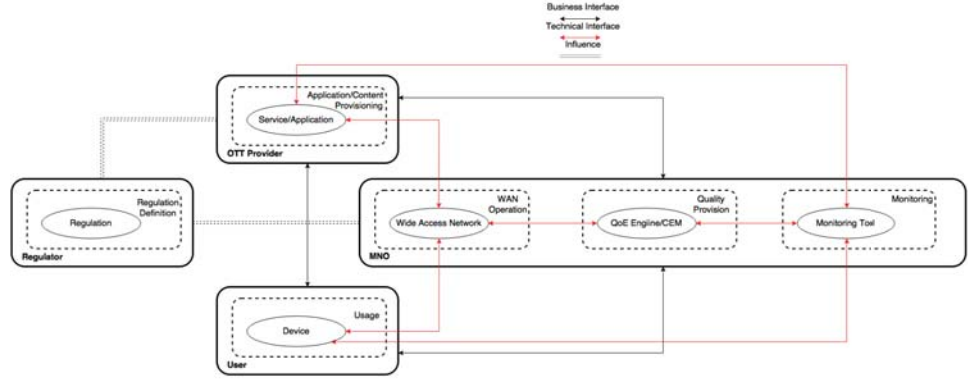 Business Interface
Technical Interface
Influence
Application/Content
Provisioning
Service/Application
OTT Provider
Regulation
Definition
Regulation
Regulator
WAN
Operation
Wide Access Network
Quality
Provision
QoE Engiine/CEM
Monitoring
Monitoring Tool
MNO
Usage
Device
User